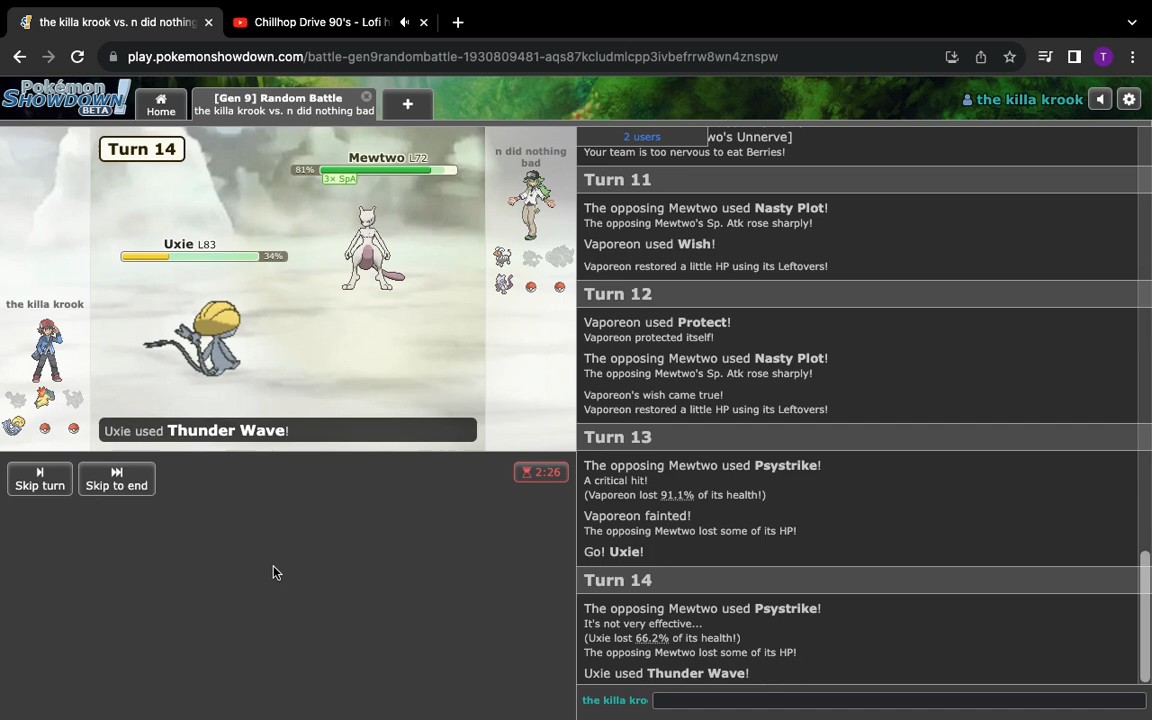 the killa krook vs. n did nothing
Chillhop Drive 90's - Lofi h
play.pokemonshowdown.com/battle-gen9randombattle-1930809481-aqs87kcludmlcpp3ivbefrrw8wn4znspw
T
Pokémon
SHOWDOWN!
BETA
Home
[Gen 9] Random Battle
the killa krook vs. n did nothing bad
the killa krook
Turn 14
Mewtwo L72
81%
3× SpA
Uxie L83
34%
n did nothing
bad
the killa krook
Uxie used Thunder Wave!
Skip turn
Skip to end
2:26
2 users
wo's Unnerve]
Your team is too nervous to eat Berries!
Turn 11
The opposing Mewtwo used Nasty Plot!
The opposing Mewtwo's Sp. Atk rose sharply!
Vaporeon used Wish!
Vaporeon restored a little HP using its Leftovers!
Turn 12
Vaporeon used Protect!
Vaporeon protected itself!
The opposing Mewtwo used Nasty Plot!
The opposing Mewtwo's Sp. Atk rose sharply!
Vaporeon's wish came true!
Vaporeon restored a little HP using its Leftovers!
Turn 13
The opposing Mewtwo used Psystrike!
A critical hit!
(Vaporeon lost 91.1% of its health!)
Vaporeon fainted!
The opposing Mewtwo lost some of its HP!
Go! Uxie!
Turn 14
The opposing Mewtwo used Psystrike!
It's not very effective...
(Uxie lost 66.2% of its health!)
The opposing Mewtwo lost some of its HP!
Uxie used Thunder Wave!
the killa kro